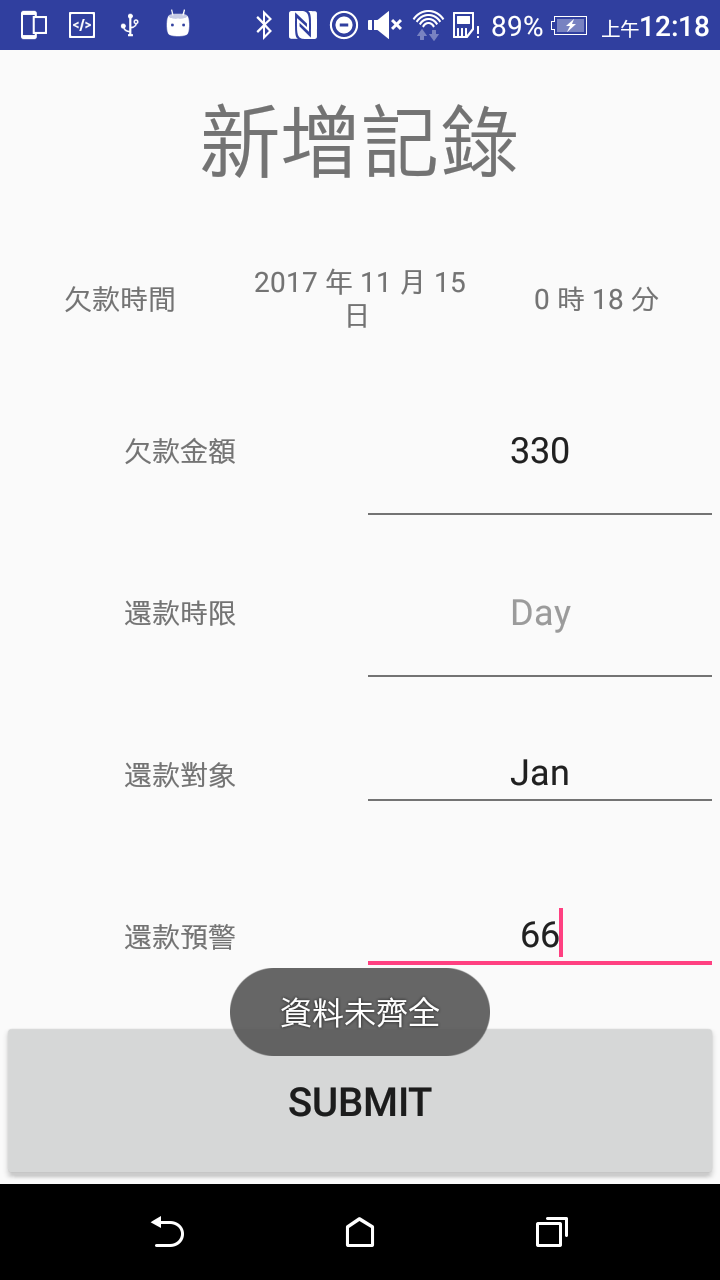 89% 上午12:18
新增記錄
欠款時間
2017 年 11 月 15
日
0 時 18 分
欠款金額
330
還款時限
Day
還款對象
Jan
還款預警
66
資料未齊全
SUBMIT